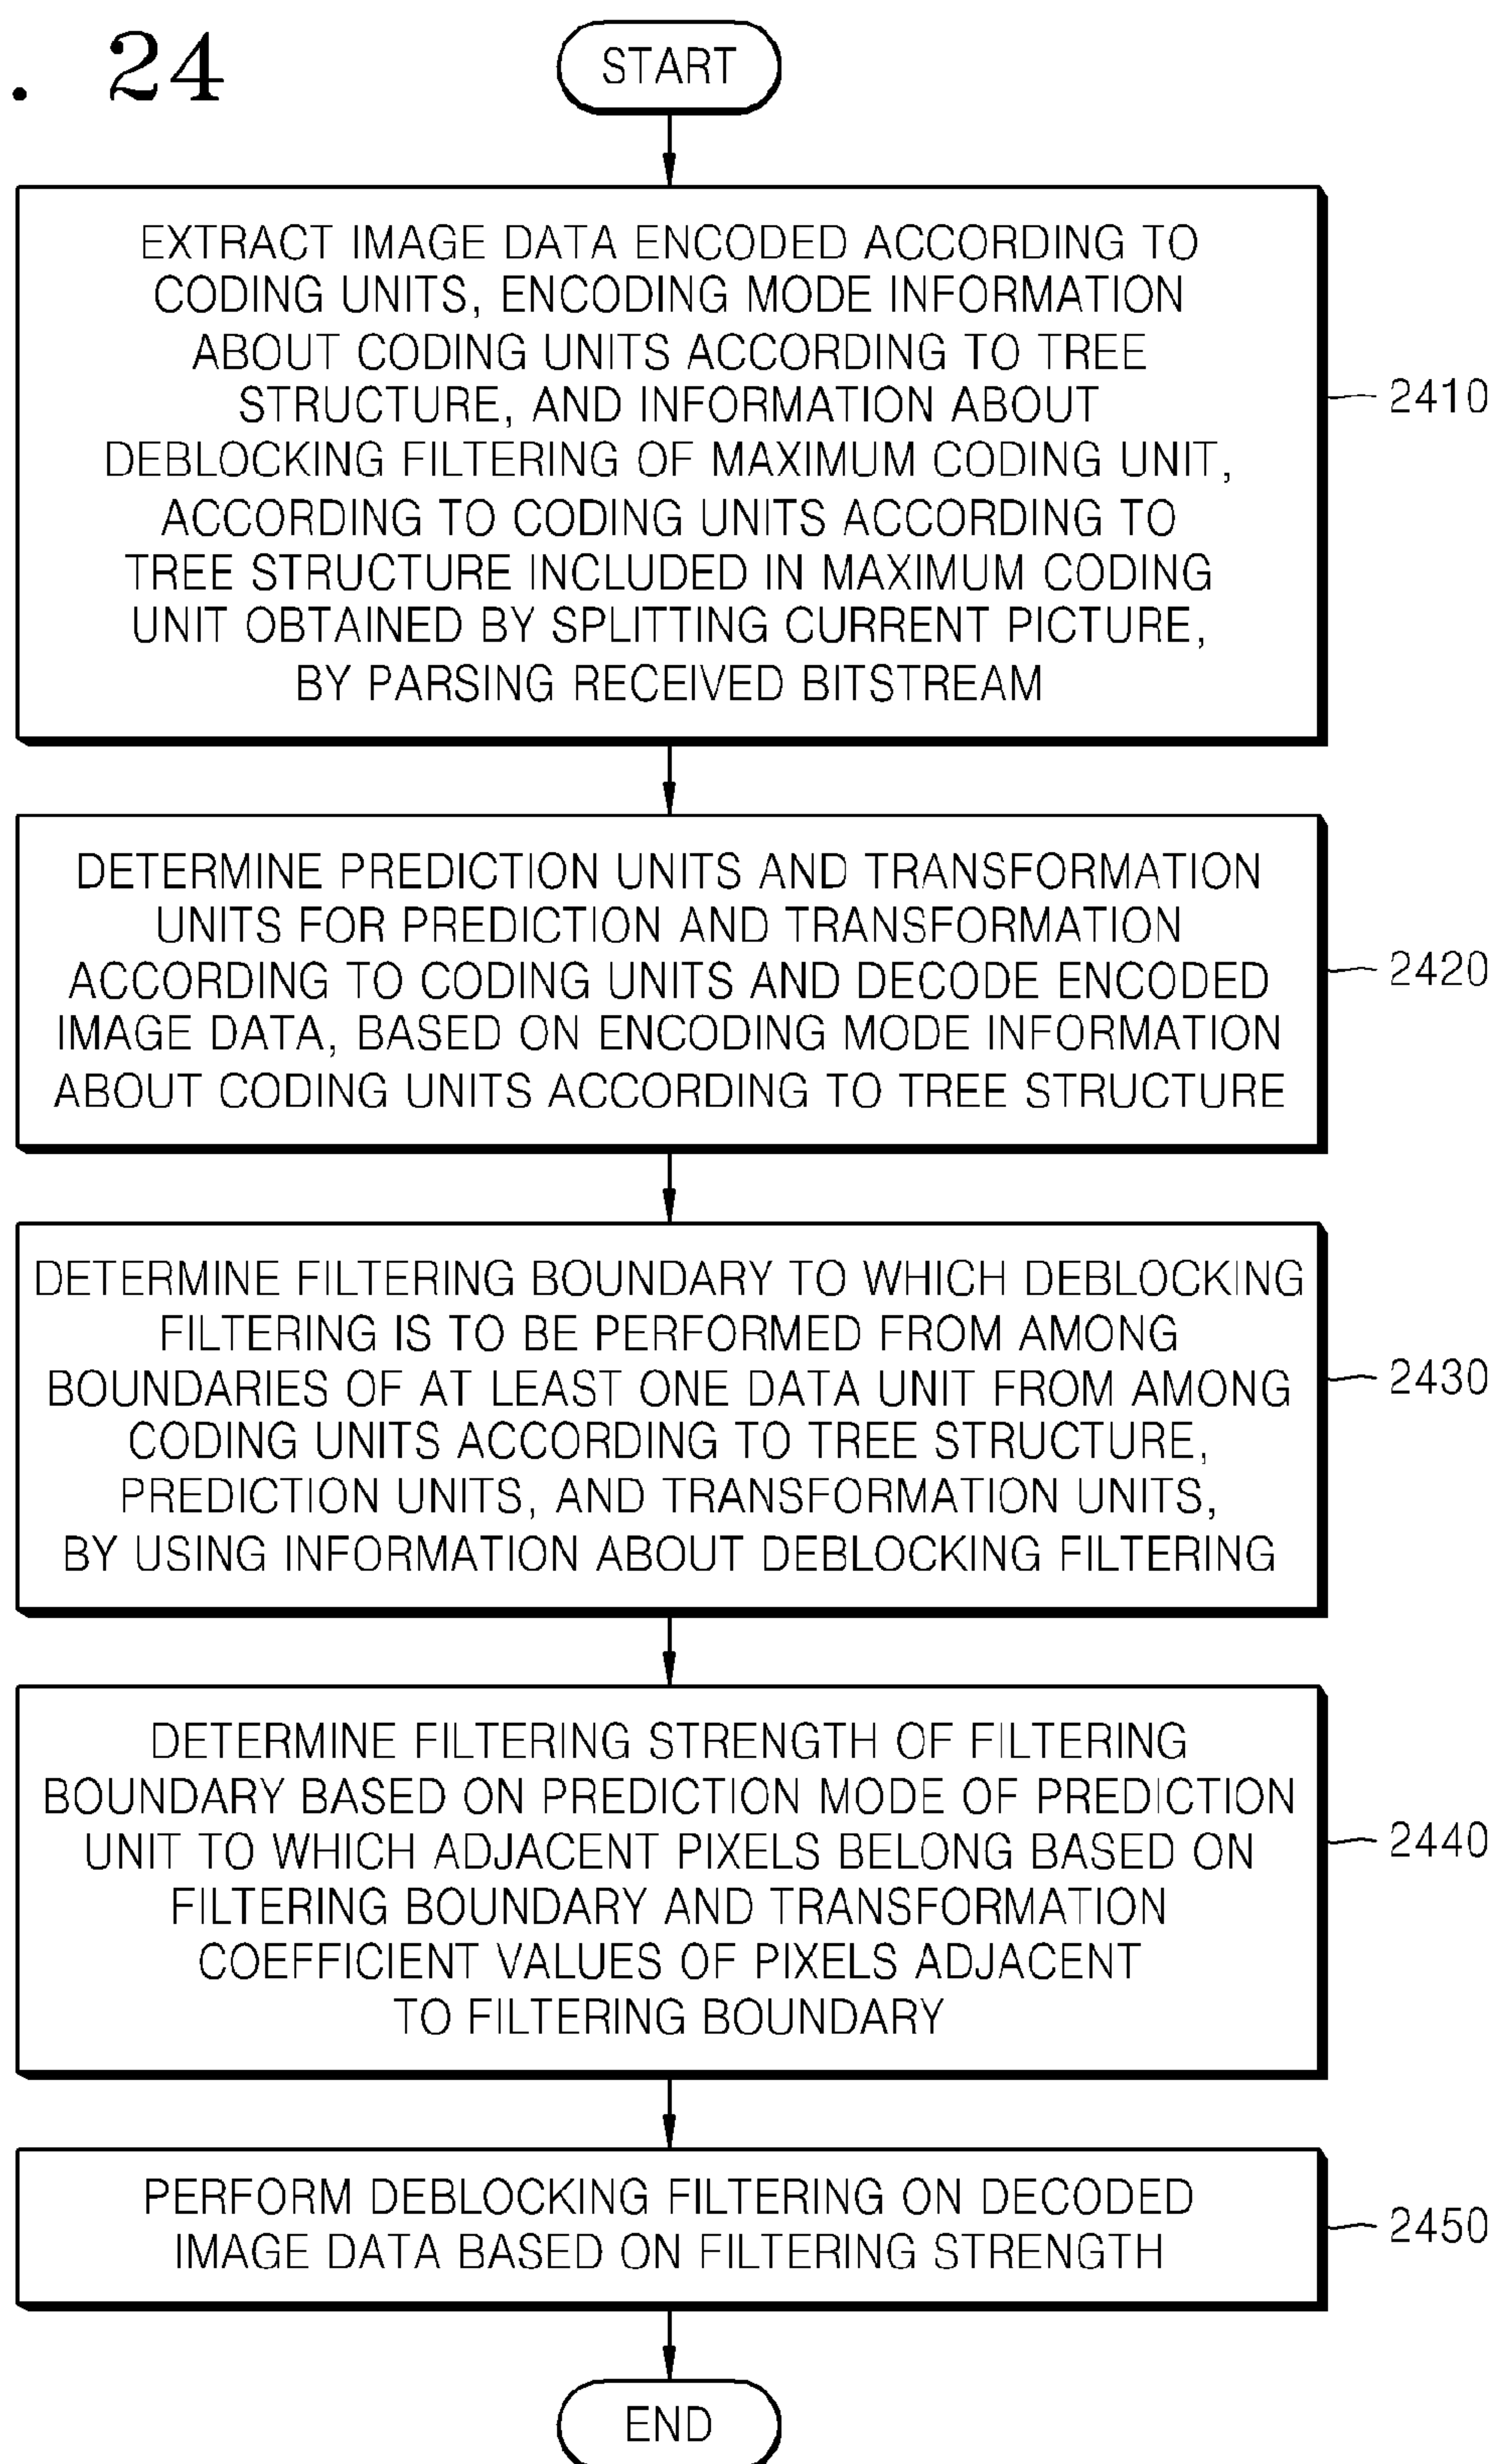 . 24
START
EXTRACT IMAGE DATA ENCODED ACCORDING TO
CODING UNITS, ENCODING MODE INFORMATION
ABOUT CODING UNITS ACCORDING TO TREE
STRUCTURE, AND INFORMATION ABOUT
DEBLOCKING FILTERING OF MAXIMUM CODING UNIT,
ACCORDING TO CODING UNITS ACCORDING TO
TREE STRUCTURE INCLUDED IN MAXIMUM CODING
UNIT OBTAINED BY SPLITTING CURRENT PICTURE,
BY PARSING RECEIVED BITSTREAM
2410
DETERMINE PREDICTION UNITS AND TRANSFORMATION
UNITS FOR PREDICTION AND TRANSFORMATION
ACCORDING TO CODING UNITS AND DECODE ENCODED
IMAGE DATA, BASED ON ENCODING MODE INFORMATION
ABOUT CODING UNITS ACCORDING TO TREE STRUCTURE
2420
DETERMINE FILTERING BOUNDARY TO WHICH DEBLOCKING
FILTERING IS TO BE PERFORMED FROM AMONG
BOUNDARIES OF AT LEAST ONE DATA UNIT FROM AMONG
CODING UNITS ACCORDING TO TREE STRUCTURE,
PREDICTION UNITS, AND TRANSFORMATION UNITS,
BY USING INFORMATION ABOUT DEBLOCKING FILTERING
2430
DETERMINE FILTERING STRENGTH OF FILTERING
BOUNDARY BASED ON PREDICTION MODE OF PREDICTION
UNIT TO WHICH ADJACENT PIXELS BELONG BASED ON
FILTERING BOUNDARY AND TRANSFORMATION
COEFFICIENT VALUES OF PIXELS ADJACENT
TO FILTERING BOUNDARY
2440
PERFORM DEBLOCKING FILTERING ON DECODED
IMAGE DATA BASED ON FILTERING STRENGTH
2450
END